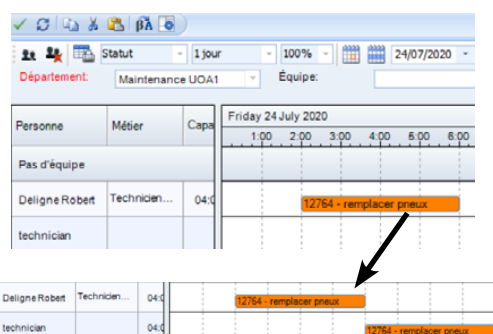 βÄ
Statut 1 jour 100% 24/07/2020
Département: Maintenance UOA1 Équipe:
Personne Métier Capa Friday 24 July 2020
1:00 2:00 3:00 4:00 5:00 6:00
Pas d'équipe
Deligne Robert Technicien... 04:0 12764 - remplacer pneux
technician
Deligne Robert Technicien... 04:0 12764 - remplacer pneux
technician 04:0 12764 - remplacer pneux